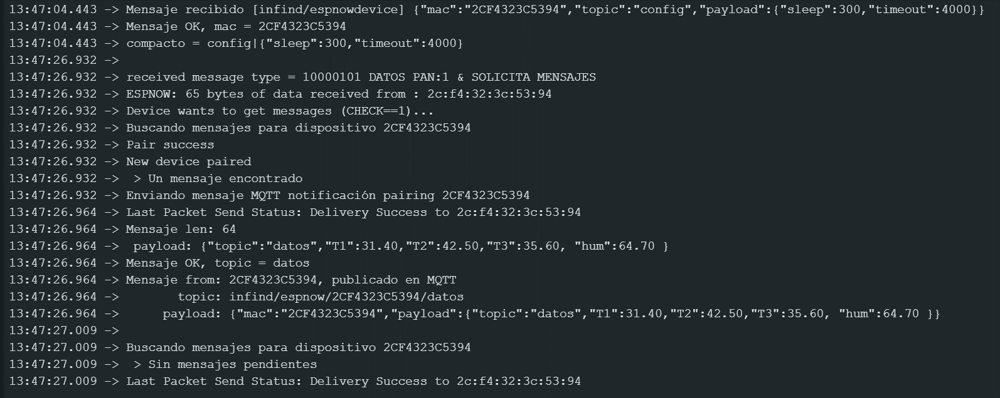 13:47:04.443 -> Mensaje recibido [infind/espnowdevice] {"mac":"2CF4323C5394","topic":"config","payload":{"sleep":300,"timeout":4000}}
13:47:04.443 -> Mensaje OK, mac = 2CF4323C5394
13:47:04.443 -> compacto = config|{"sleep":300,"timeout":4000}
13:47:26.932 ->
13:47:26.932 -> received message type = 10000101 DATOS PAN:1 & SOLICITA MENSAJES
13:47:26.932 -> ESPNOW: 65 bytes of data received from : 2c:f4:32:3c:53:94
13:47:26.932 -> Device wants to get messages (CHECK==1)...
13:47:26.932 -> Buscando mensajes para dispositivo 2CF4323C5394
13:47:26.932 -> Pair success
13:47:26.932 -> New device paired
13:47:26.932 ->  > Un mensaje encontrado
13:47:26.932 -> Enviando mensaje MQTT notificación pairing 2CF4323C5394
13:47:26.964 -> Last Packet Send Status: Delivery Success to 2c:f4:32:3c:53:94
13:47:26.964 -> Mensaje len: 64
13:47:26.964 ->  payload: {"topic":"datos","T1":31.40,"T2":42.50,"T3":35.60, "hum":64.70 }
13:47:26.964 -> Mensaje OK, topic = datos
13:47:26.964 -> Mensaje from: 2CF4323C5394, publicado en MQTT
13:47:26.964 ->        topic: infind/espnow/2CF4323C5394/datos
13:47:26.964 ->      payload: {"mac":"2CF4323C5394","payload":{"topic":"datos","T1":31.40,"T2":42.50,"T3":35.60, "hum":64.70 }}
13:47:27.009 ->
13:47:27.009 -> Buscando mensajes para dispositivo 2CF4323C5394
13:47:27.009 ->  > Sin mensajes pendientes
13:47:27.009 -> Last Packet Send Status: Delivery Success to 2c:f4:32:3c:53:94